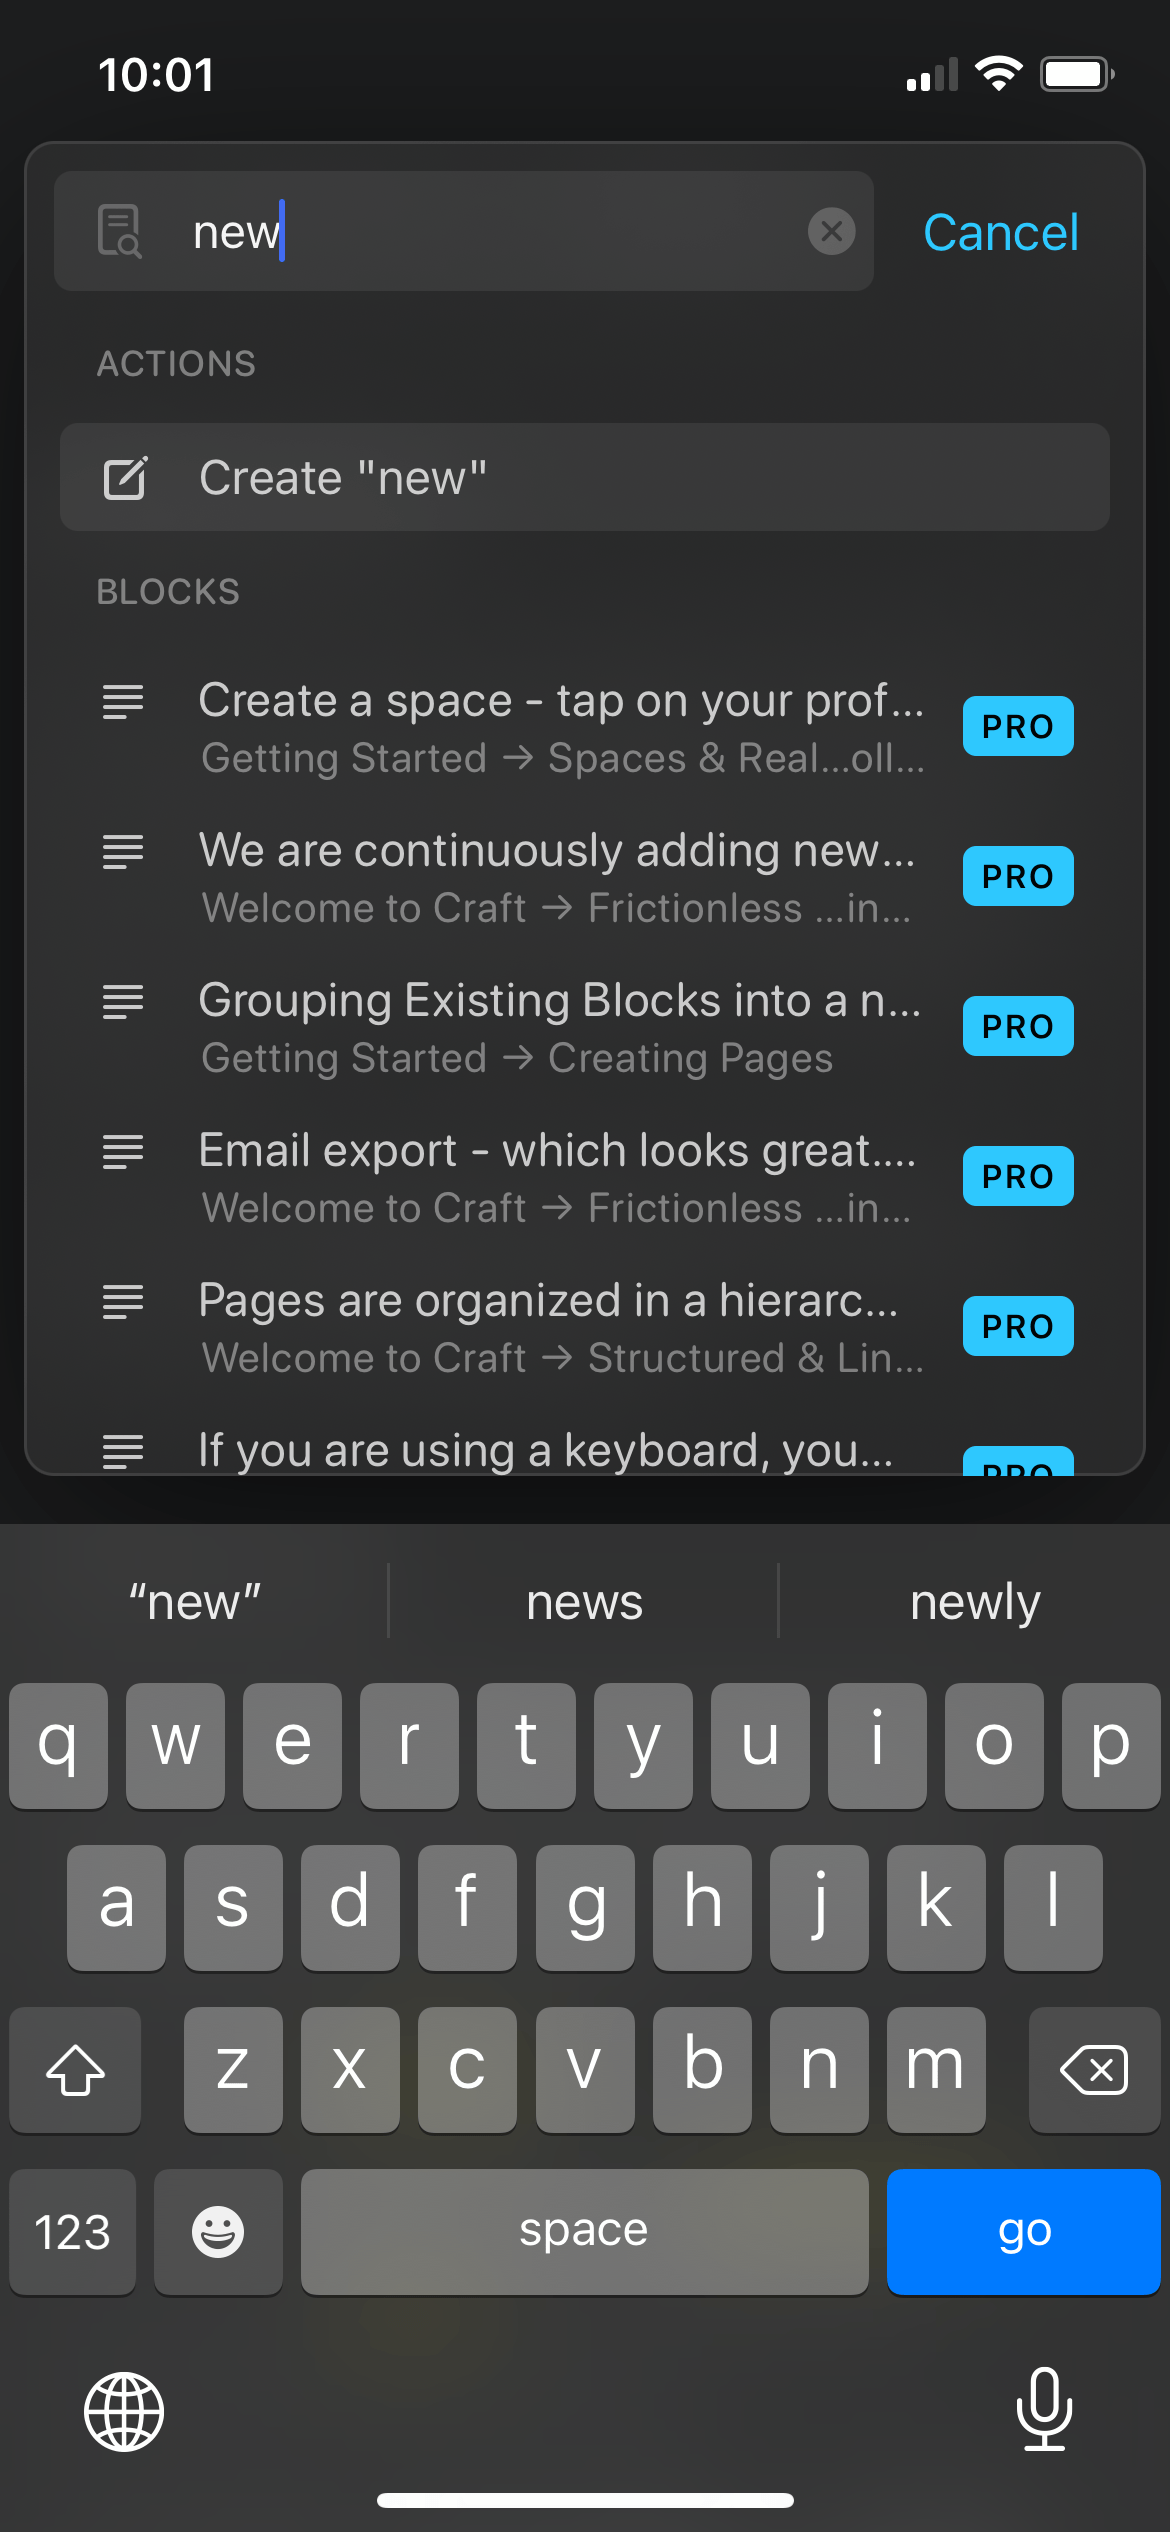 10:01
new
Cancel
ACTIONS
Create "new"
BLOCKS
Create a space - tap on your prof...
Getting Started → Spaces & Real...oll...
PRO
We are continuously adding new...
Welcome to Craft → Frictionless ...in...
PRO
Grouping Existing Blocks into a n...
Getting Started → Creating Pages
PRO
Email export - which looks great....
Welcome to Craft → Frictionless ...in...
PRO
Pages are organized in a hierarc...
Welcome to Craft → Structured & Lin...
PRO
If you are using a keyboard, you...
PRO
“new” news newly
q w e r t y u i o p
a s d f g h j k l
z x c v b n m
123 space go